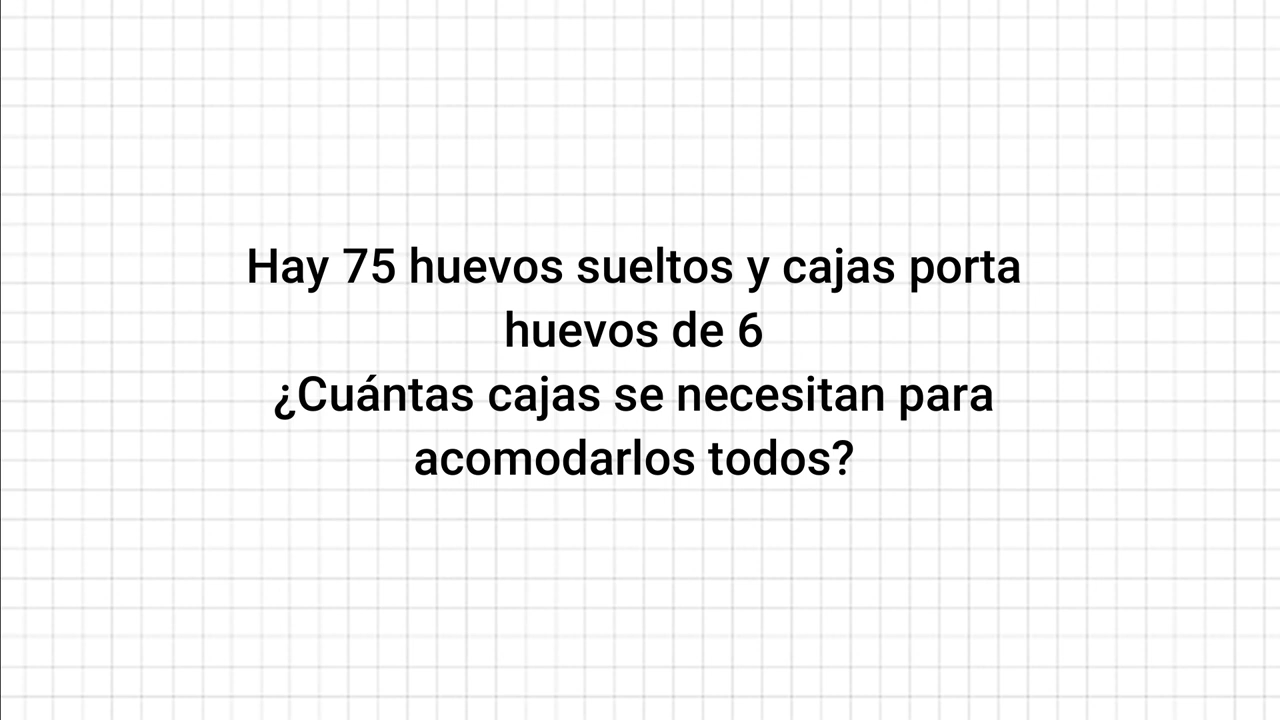 Hay 75 huevos sueltos y cajas porta
huevos de 6
¿Cuántas cajas se necesitan para
acomodarlos todos?